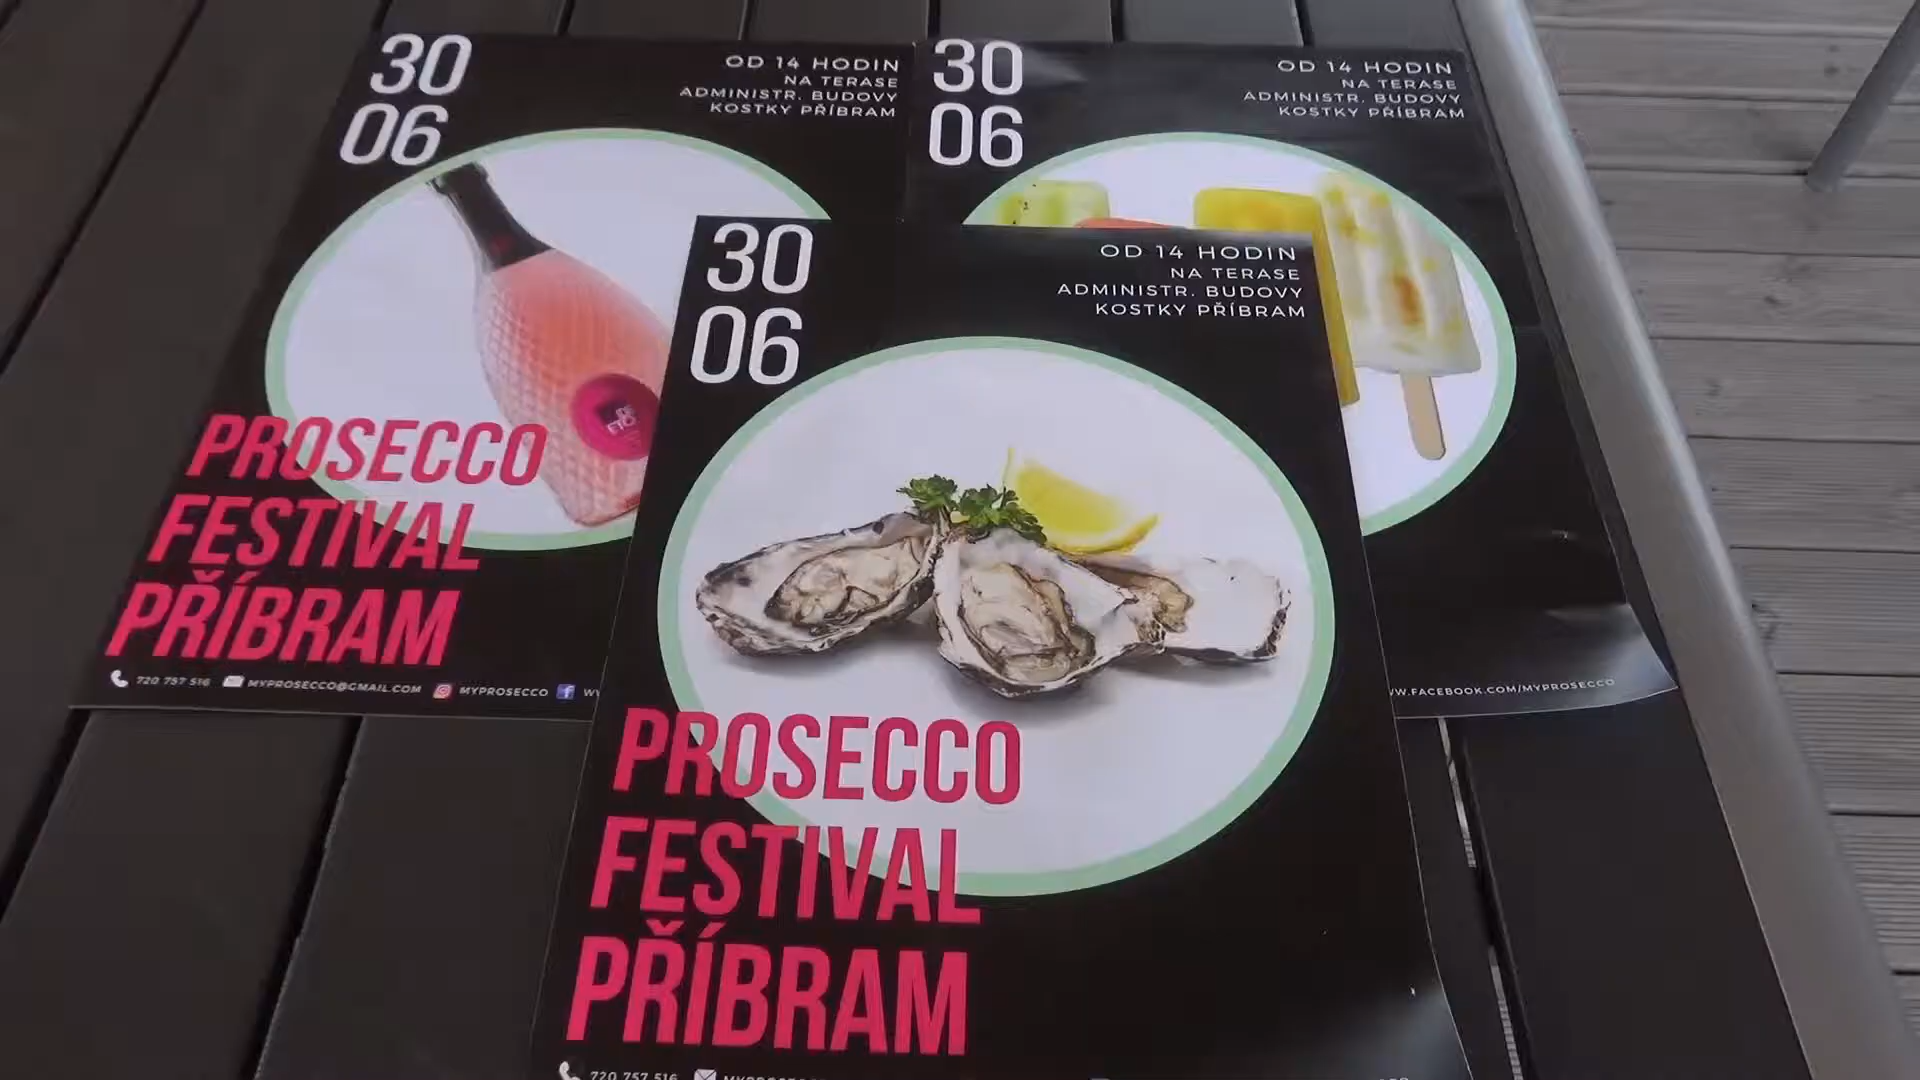 30
06
OD 14 HODIN
NA TERASE
ADMINISTR. BUDOVY
KOSTKY PŘÍBRAM
PROSECCO
FESTIVAL
PŘÍBRAM
720 757 516 MYPROSECCO@GMAIL.COM MYPROSECCO
30
06
OD 14 HODIN
NA TERASE
ADMINISTR. BUDOVY
KOSTKY PŘÍBRAM
W.FACEBOOK.COM/MYPROSECCO
30
06
OD 14 HODIN
NA TERASE
ADMINISTR. BUDOVY
KOSTKY PŘÍBRAM
PROSECCO
FESTIVAL
PŘÍBRAM
720 757 516